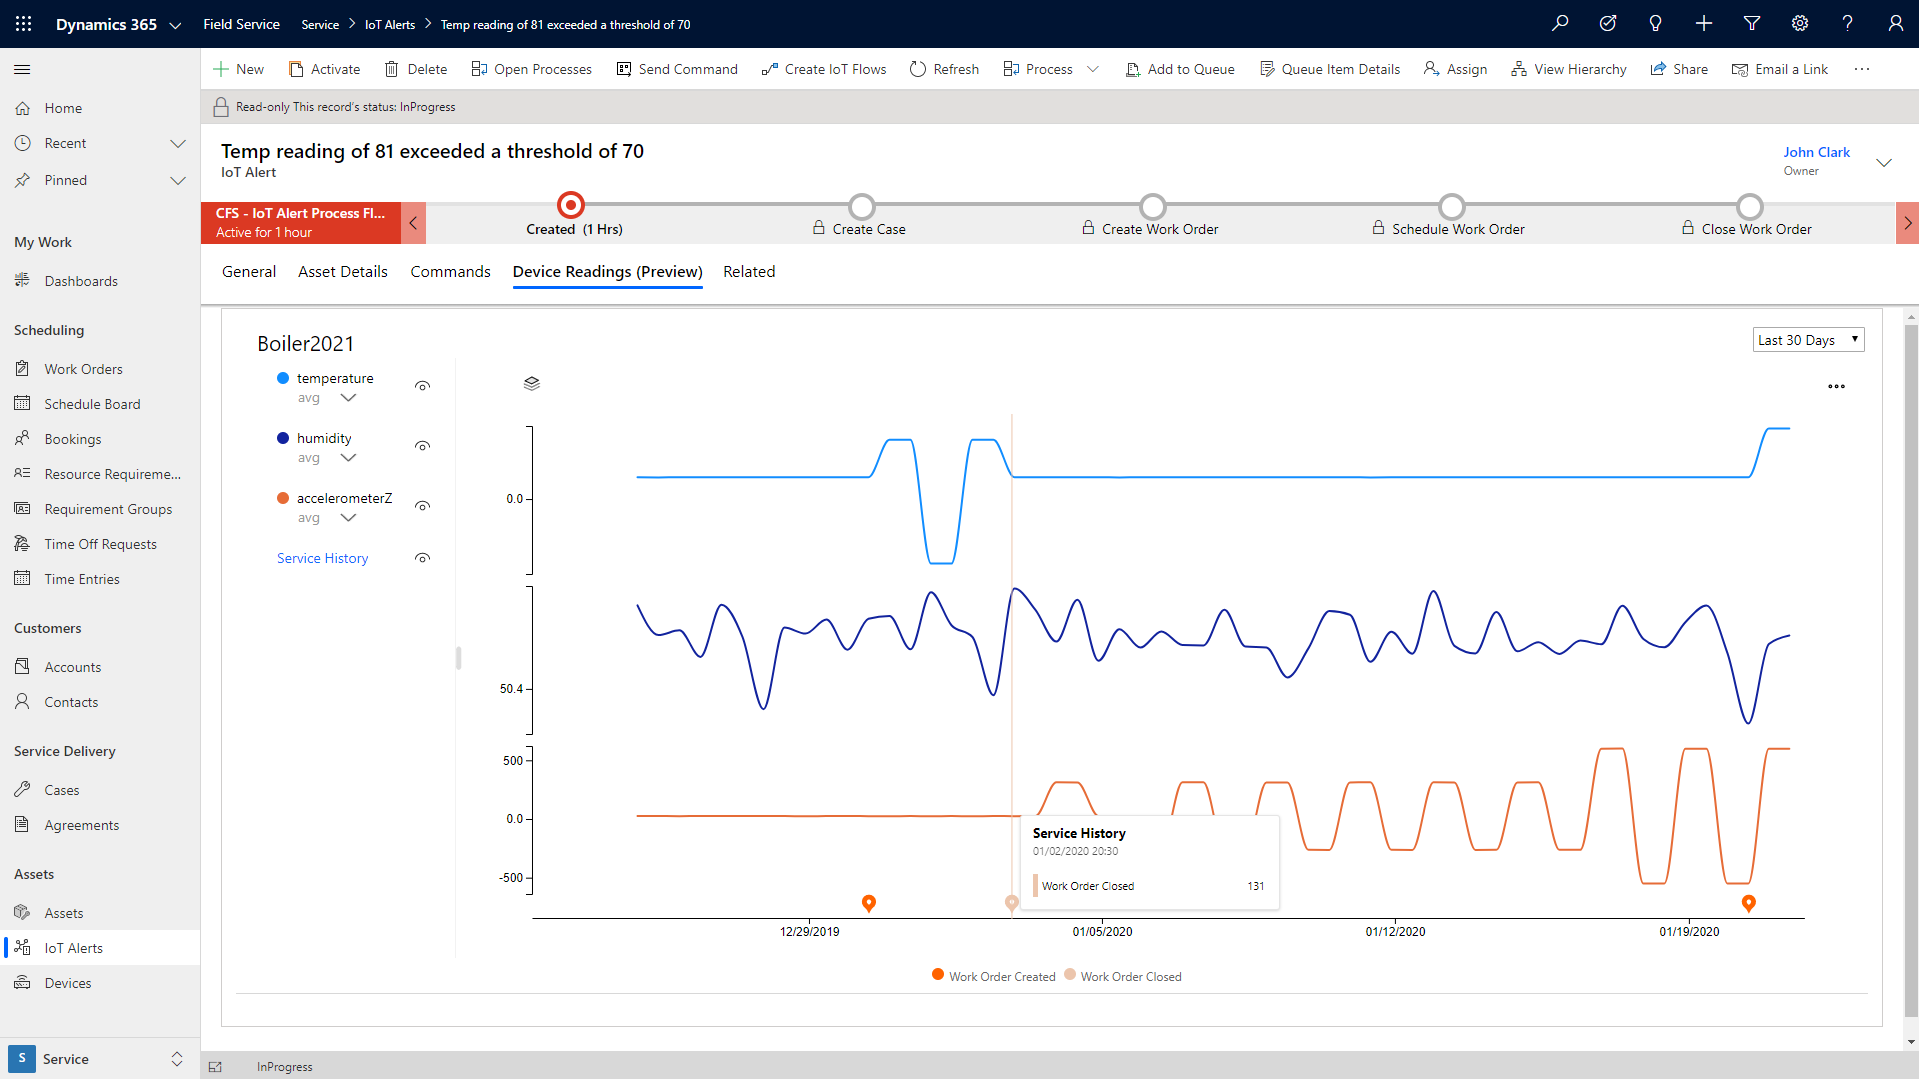 Dynamics 365
Field Service
Service
IoT Alerts
Temp reading of 81 exceeded a threshold of 70
New
Activate
Delete
Open Processes
Send Command
Create IoT Flows
Refresh
Process
Add to Queue
Queue Item Details
Assign
View Hierarchy
Share
Email a Link
Read-only This record's status: InProgress
Home
Recent
Pinned
My Work
Dashboards
Scheduling
Work Orders
Schedule Board
Bookings
Resource Requireme...
Requirement Groups
Time Off Requests
Time Entries
Customers
Accounts
Contacts
Service Delivery
Cases
Agreements
Assets
Assets
IoT Alerts
Devices
S
Service
Temp reading of 81 exceeded a threshold of 70
IoT Alert
John Clark
Owner
CFS - IoT Alert Process Fl...
Active for 1 hour
Created (1 Hrs)
Create Case
Create Work Order
Schedule Work Order
Close Work Order
General
Asset Details
Commands
Device Readings (Preview)
Related
Boiler2021
Last 30 Days
temperature
avg
humidity
avg
accelerometerZ
avg
Service History
0.0
50.4
500
0.0
-500
Service History
01/02/2020 20:30
Work Order Closed 131
12/29/2019
01/05/2020
01/12/2020
01/19/2020
Work Order Created
Work Order Closed
InProgress